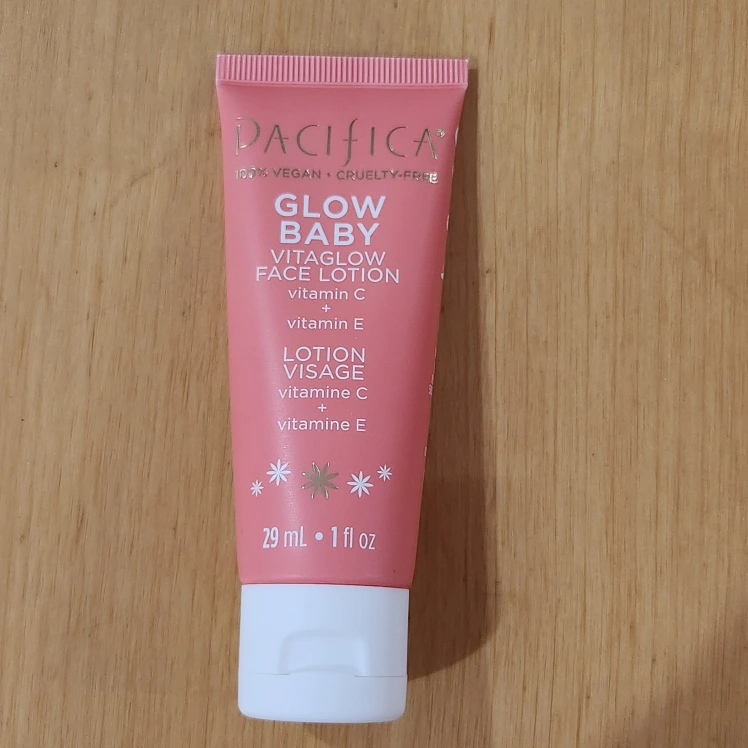 PACIFICA®
100% VEGAN • CRUELTY-FREE
GLOW
BABY
VITAGLOW
FACE LOTION
vitamin C
+
vitamin E
LOTION
VISAGE
vitamine C
+
vitamine E
29 mL • 1 fl oz